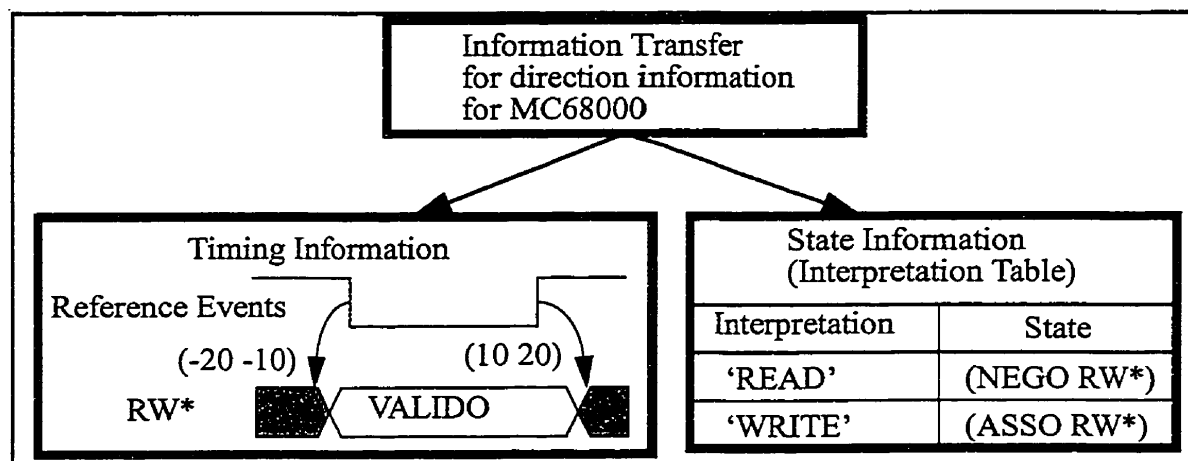 Information Transfer
for direction information
for MC68000
Timing Information
Reference Events
(-20 -10)
(10 20)
RW*
VALIDO
State Information
(Interpretation Table)
Interpretation State
‘READ’ (NEGO RW*)
‘WRITE’ (ASSO RW*)